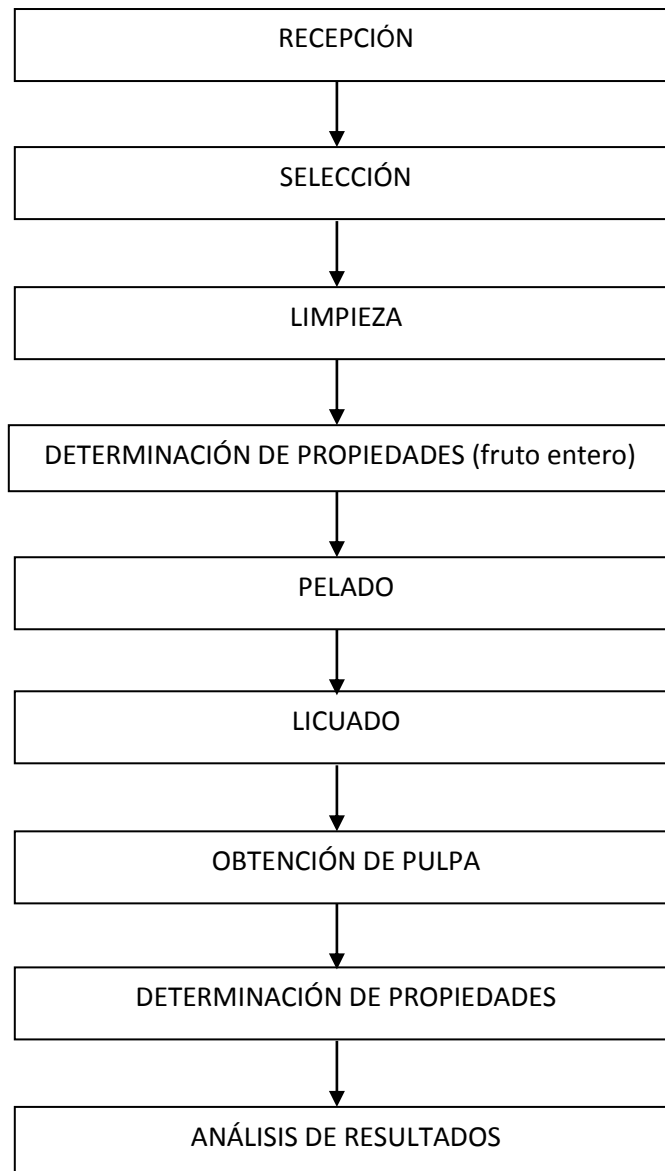 RECEPCIÓN
SELECCIÓN
LIMPIEZA
DETERMINACIÓN DE PROPIEDADES (fruto entero)
PELADO
LICUADO
OBTENCIÓN DE PULPA
DETERMINACIÓN DE PROPIEDADES
ANÁLISIS DE RESULTADOS